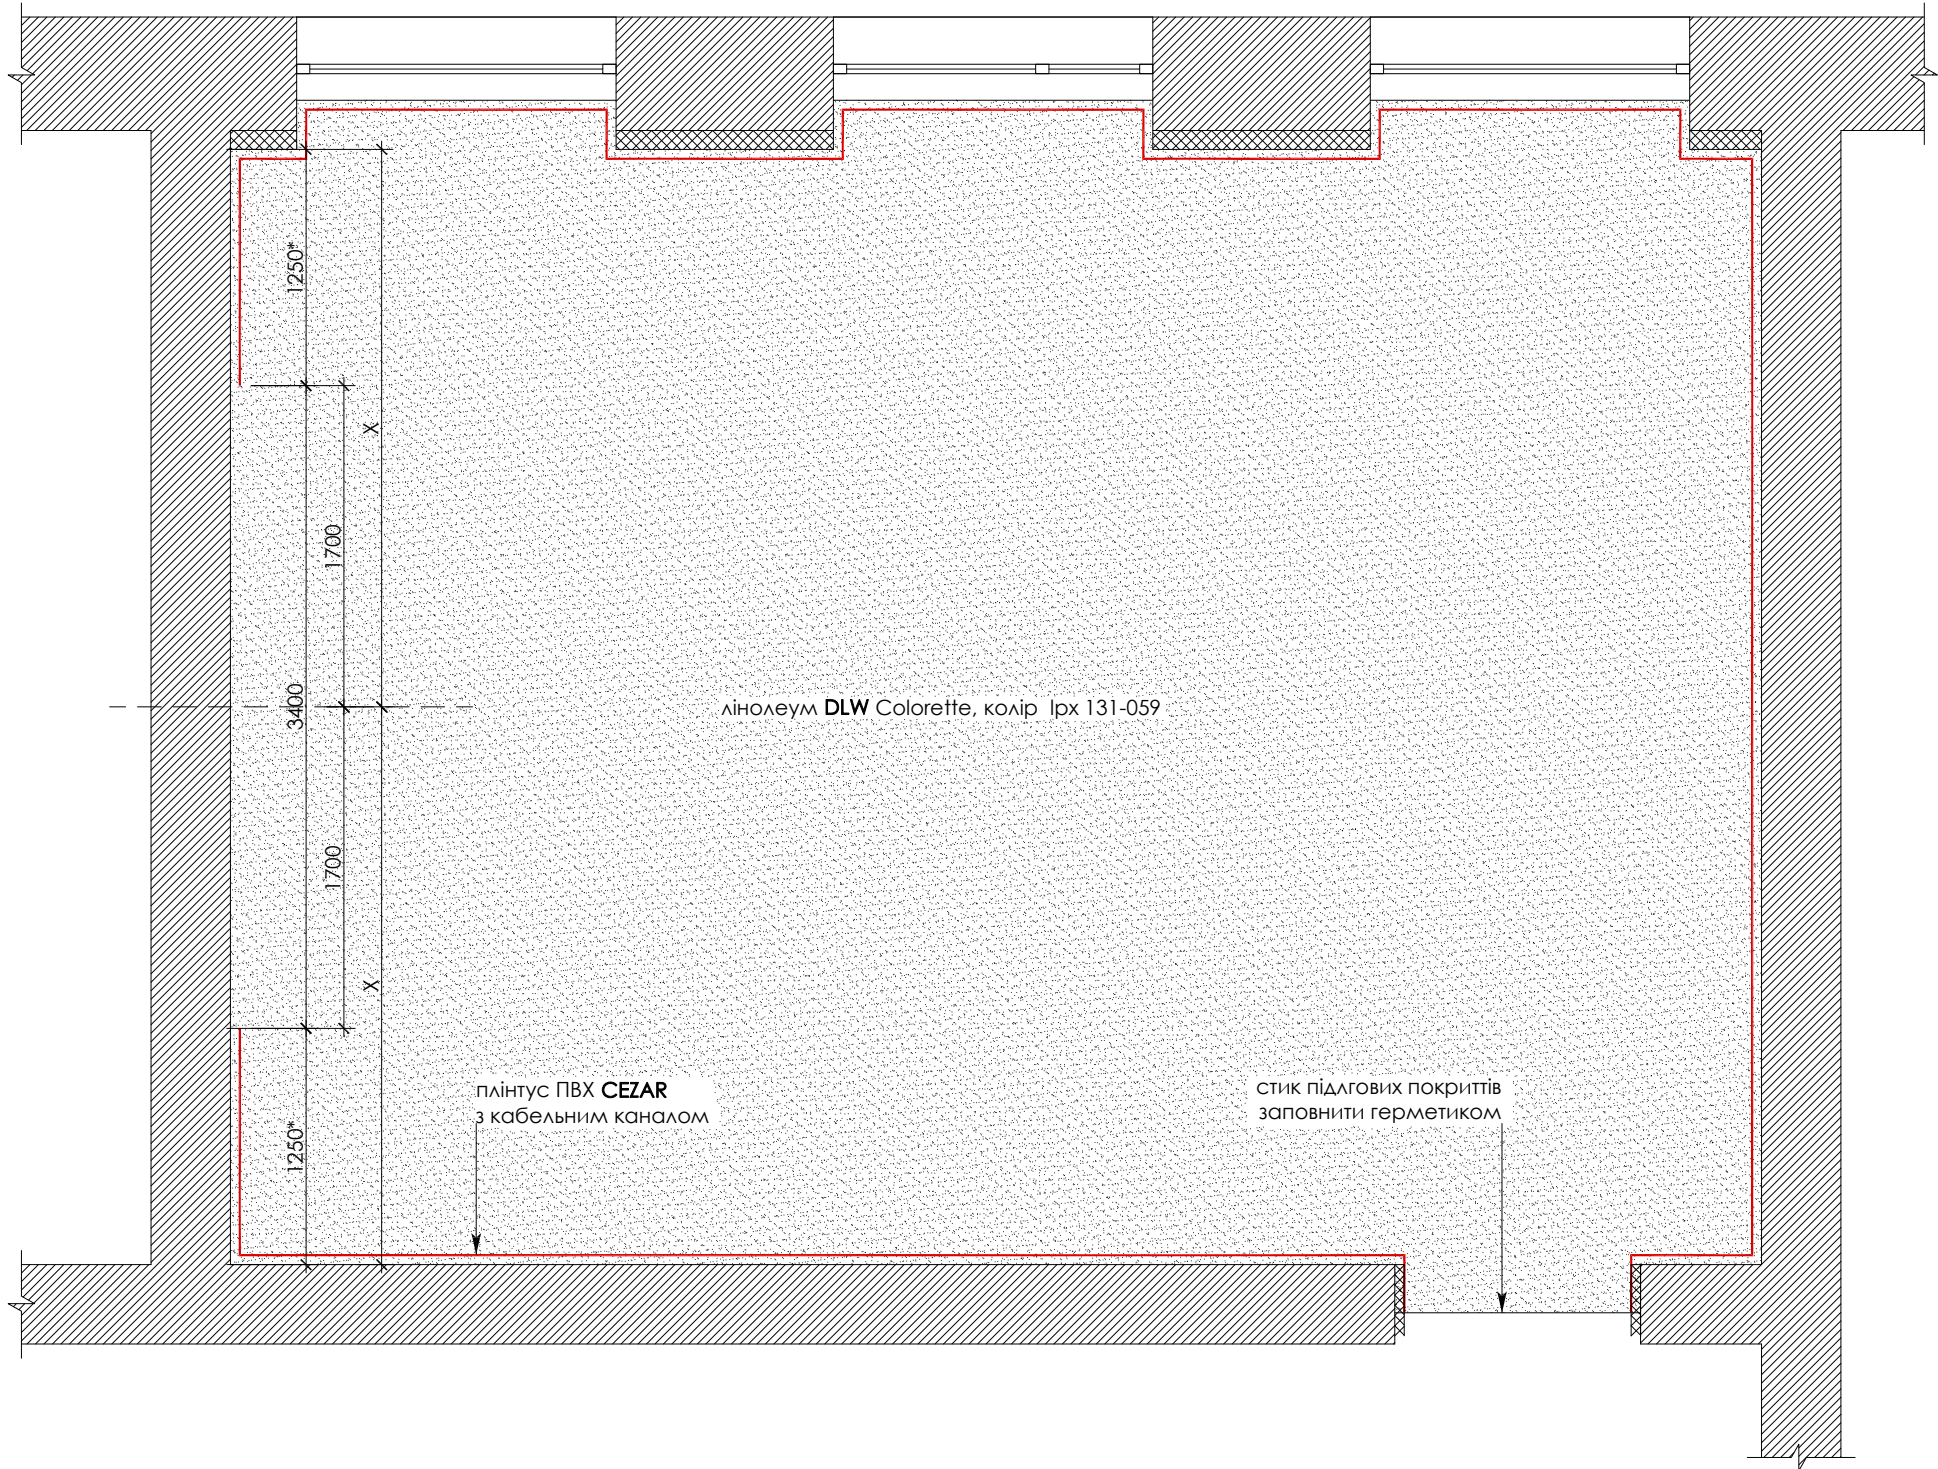 1250*
X
1700
3400
лінолеум DLW Colorette, колір lpx 131-059
1700
X
1250*
плінтус ПВХ CEZAR
з кабельним каналом
стик підлгових покриттів
заповнити герметиком